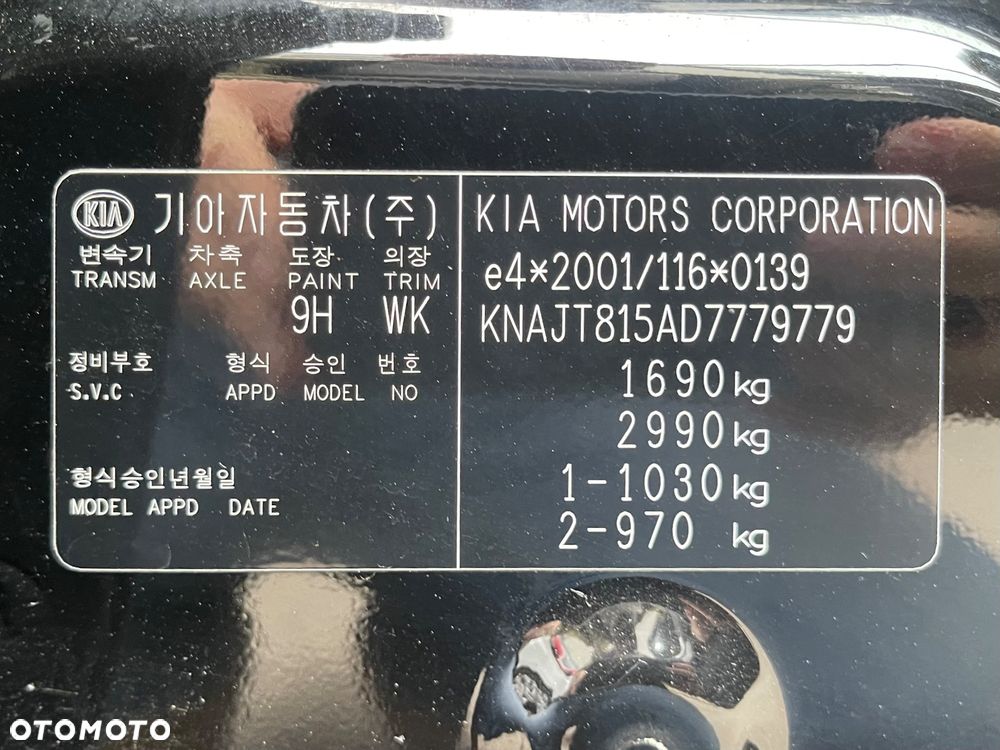 KIA 기아자동차(주)
변속기 차축 도장 의장
TRANSM AXLE PAINT TRIM
9H WK
정비부호 형식 승인 번호
S.V.C APPD MODEL NO
형식승인년월일
MODEL APPD DATE
KIA MOTORS CORPORATION
e4*2001/116*0139
KNAJT815AD7779779
1690kg
2990kg
1-1030kg
2-970 kg
OTOMOTO